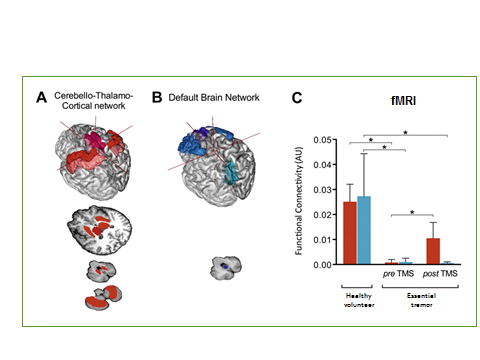 A
Cerebello-Thalamo-
Cortical network
B
Default Brain Network
C
fMRI
Functional Connectivity (AU)
0.05
0.04
0.03
0.02
0.01
0.00
*
*
*
*
pre TMS
post TMS
Healthy
volunteer
Essential
tremor